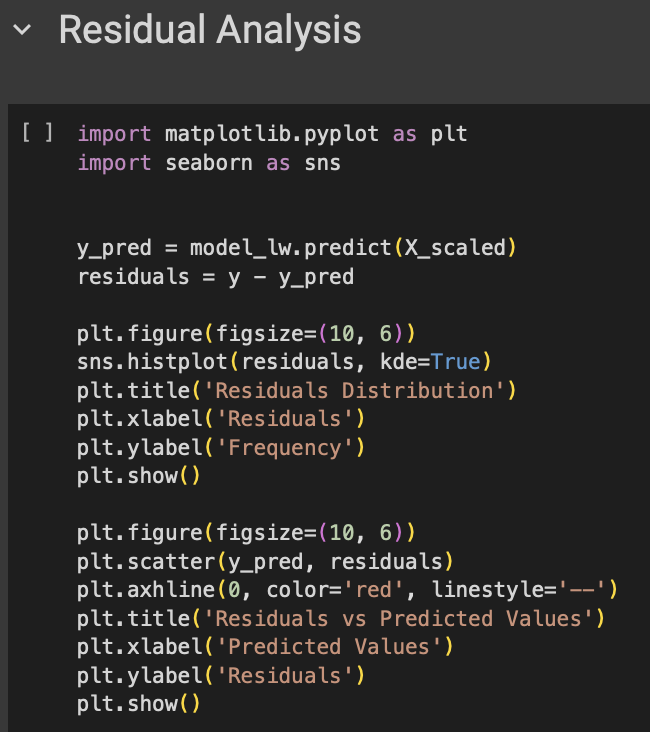 Residual Analysis
[ ] import matplotlib.pyplot as plt
import seaborn as sns
y_pred = model_lw.predict(X_scaled)
residuals = y - y_pred
plt.figure(figsize=(10, 6))
sns.histplot(residuals, kde=True)
plt.title('Residuals Distribution')
plt.xlabel('Residuals')
plt.ylabel('Frequency')
plt.show()
plt.figure(figsize=(10, 6))
plt.scatter(y_pred, residuals)
plt.axhline(0, color='red', linestyle='--')
plt.title('Residuals vs Predicted Values')
plt.xlabel('Predicted Values')
plt.ylabel('Residuals')
plt.show()